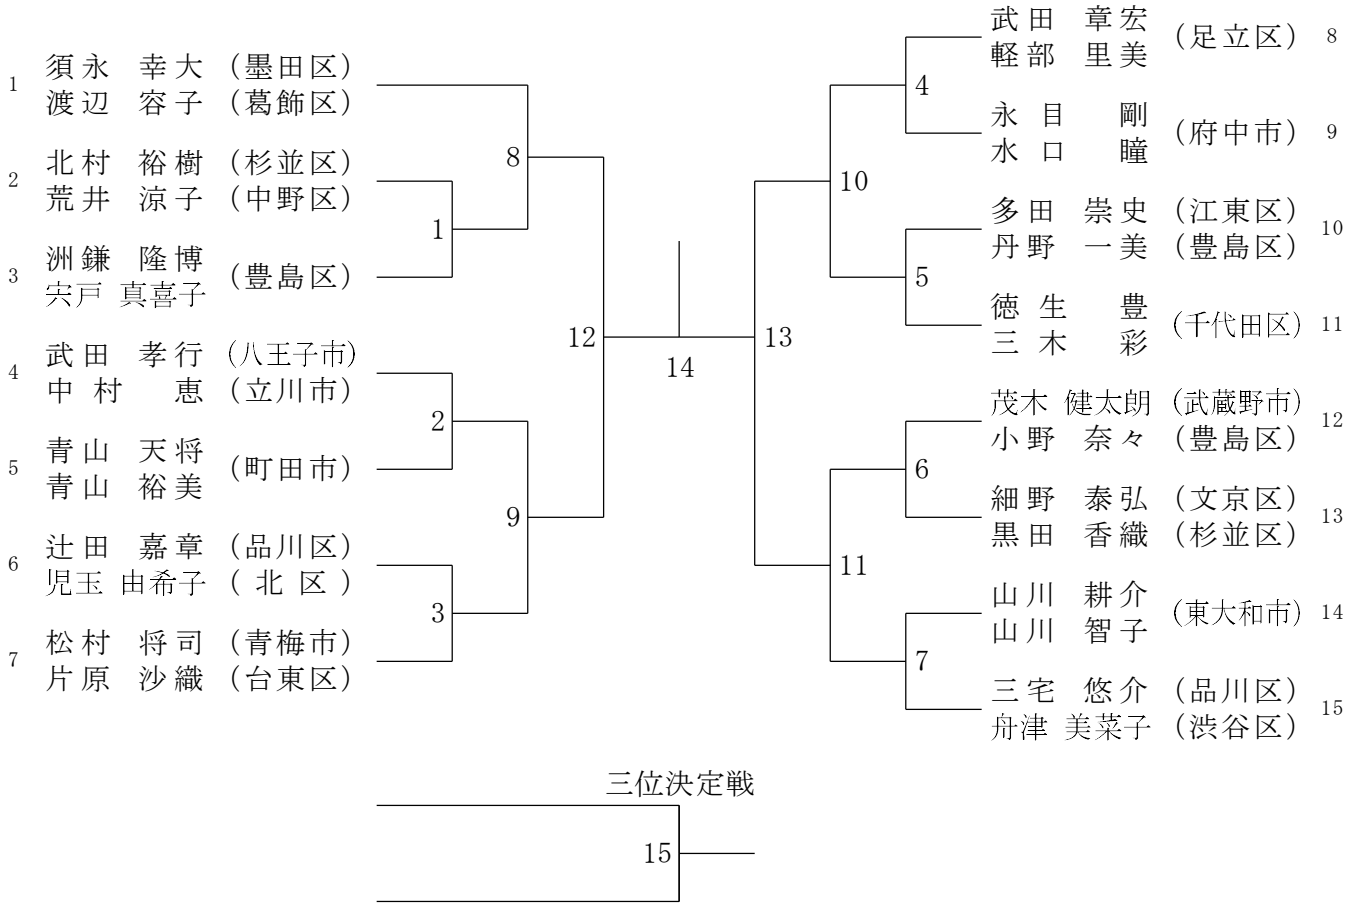 1
須永 幸大 (墨田区)
渡辺 容子 (葛飾区)
2
北村 裕樹 (杉並区)
荒井 涼子 (中野区)
3
洲鎌 隆博
宍戸 真喜子
(豊島区)
4
武田 孝行 (八王子市)
中村 恵 (立川市)
5
青山 天将
青山 裕美
(町田市)
6
辻田 嘉章 (品川区)
児玉 由希子 (北区)
7
松村 将司 (青梅市)
片原 沙織 (台東区)
8
1
2
9
3
12
14
13
10
4
5
11
6
7
武田 章宏
軽部 里美
(足立区)
8
永目 剛
水口 瞳
(府中市)
9
多田 崇史 (江東区)
丹野 一美 (豊島区)
10
徳生 豊
三木 彩
(千代田区)
11
茂木 健太朗 (武蔵野市)
小野 奈々 (豊島区)
12
細野 泰弘 (文京区)
黒田 香織 (杉並区)
13
山川 耕介
山川 智子
(東大和市)
14
三宅 悠介 (品川区)
舟津 美菜子 (渋谷区)
15
三位決定戦
15